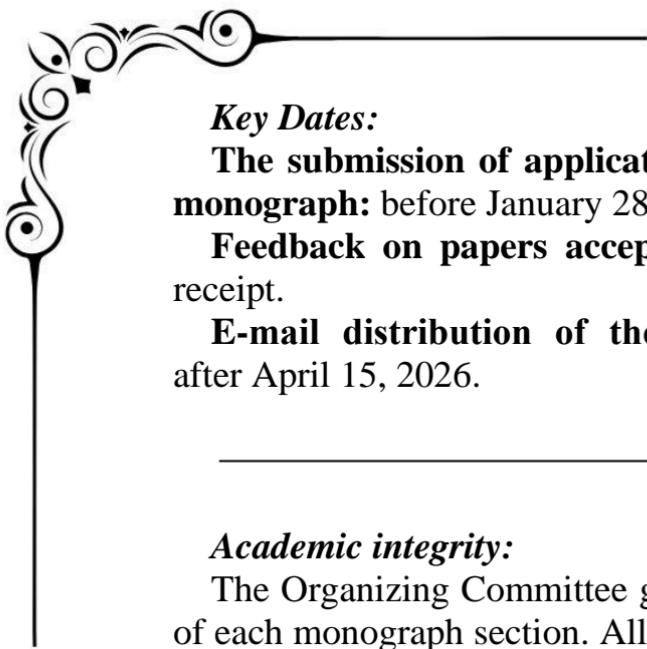 Key Dates:
The submission of applicat
monograph: before January 28
Feedback on papers accep
receipt.
E-mail distribution of the
after April 15, 2026.
Academic integrity:
The Organizing Committee g
of each monograph section. All